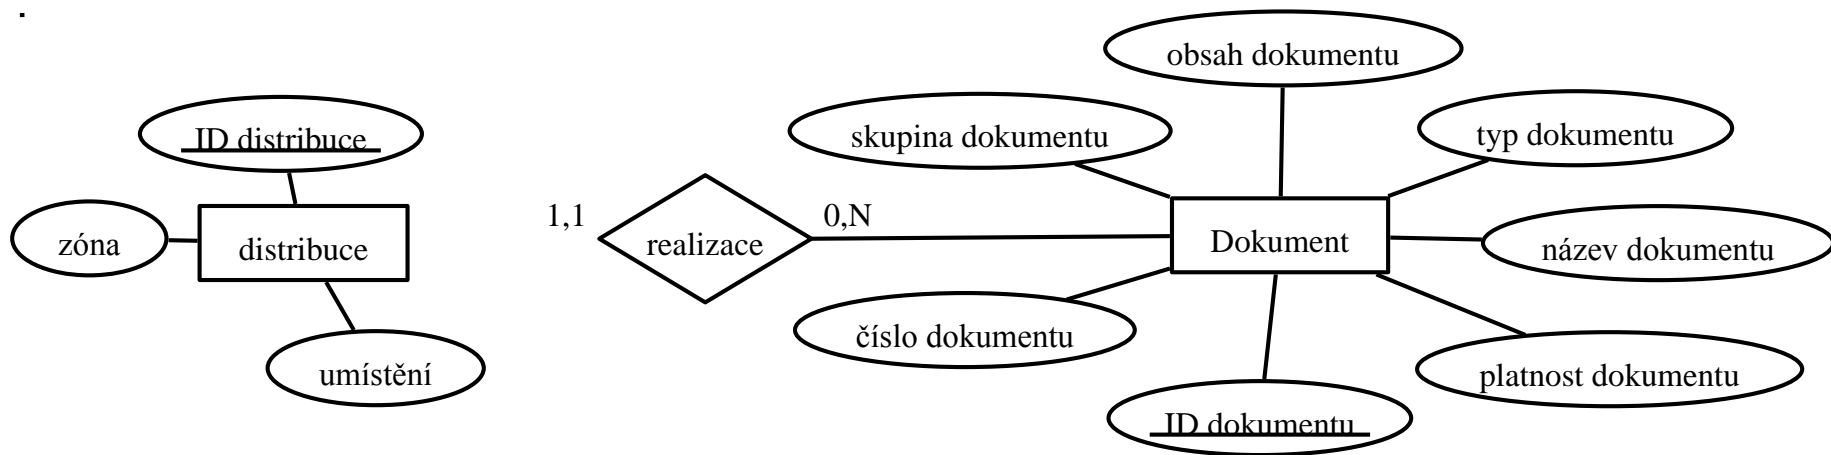 obsah dokumentu
skupina dokumentu
typ dokumentu
ID distribuce
1,1
0,N
zóna
distribuce
realizace
Dokument
název dokumentu
číslo dokumentu
umístění
platnost dokumentu
ID dokumentu